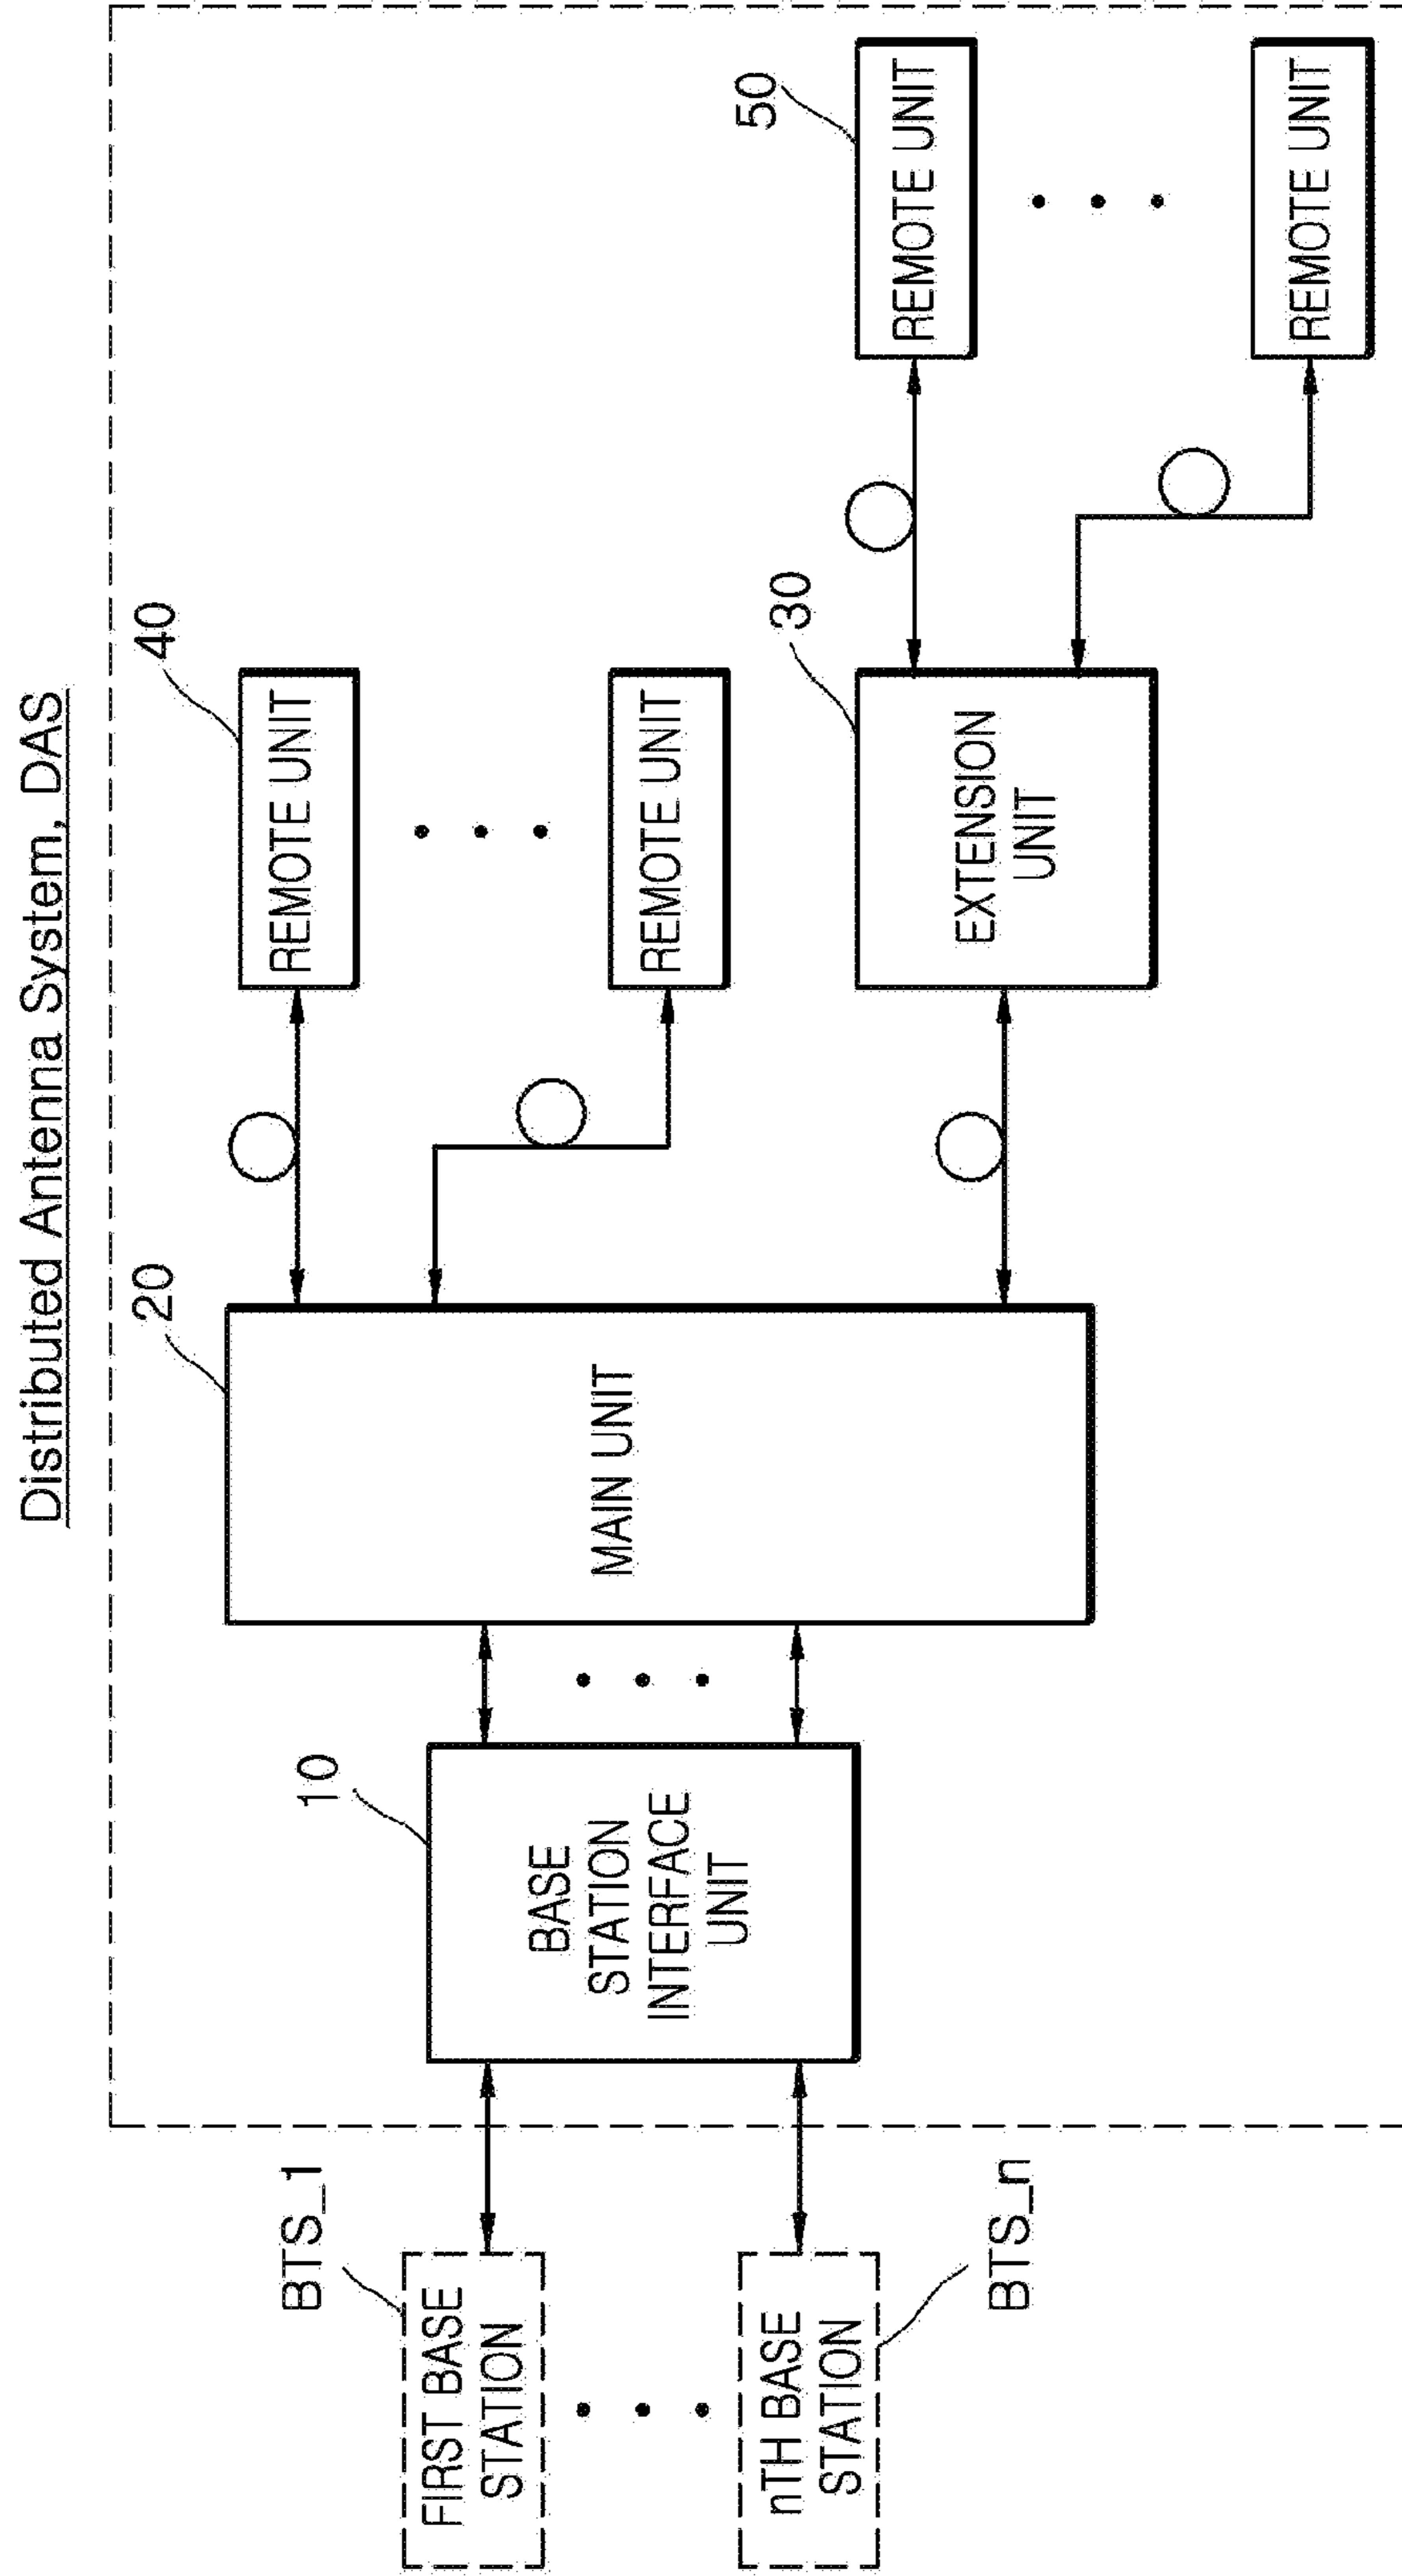 Distributed Antenna System, DAS
BTS_1
FIRST BASE
STATION
nTH BASE
STATION
BTS_n
10
BASE
STATION
INTERFACE
UNIT
20
MAIN UNIT
40
REMOTE UNIT
REMOTE UNIT
30
EXTENSION
UNIT
50
REMOTE UNIT
REMOTE UNIT